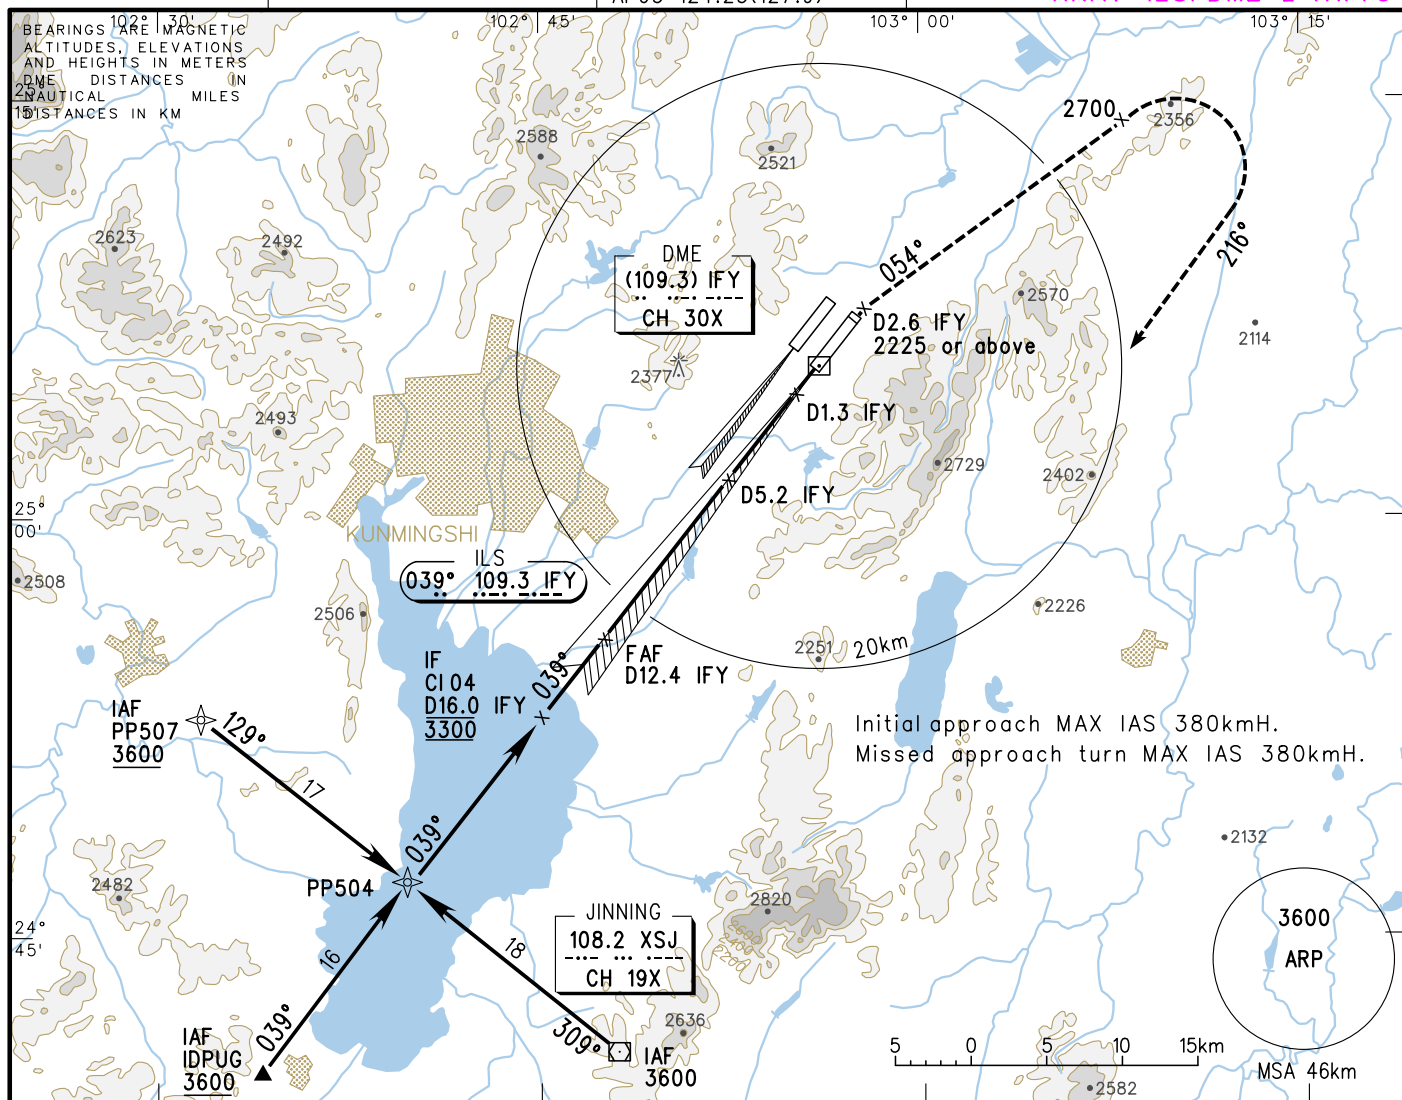 102° 30'
102° 45'
103° 00'
103° 15'
BEARINGS ARE MAGNETIC
ALTITUDES, ELEVATIONS
AND HEIGHTS IN METERS
DME DISTANCES IN
NAUTICAL MILES
DISTANCES IN KM
25°
15'
2588
2521
2700
2356
2623
2492
DME
(109.3) IFY
CH 30X
054°
216°
2570
D2.6 IFY
2225 or above
2114
2377
D1.3 IFY
2493
2729
2402
D5.2 IFY
25°
00'
KUNMINGSHI
ILS
039° 109.3 IFY
2508
2506
2226
2251
20km
FAF
D12.4 IFY
039°
IF
CI04
D16.0 IFY
3300
IAF
PP507
3600
129°
17
Initial approach MAX IAS 380kmH.
Missed approach turn MAX IAS 380kmH.
039°
2132
PP504
2482
2820
2600
2400
2200
24°
45'
JINNING
108.2 XSJ
CH 19X
18
16
3600
ARP
039°
309°
2636
IAF
IDPUG
3600
IAF
3600
5 0 5 10 15km
MSA 46km
2582